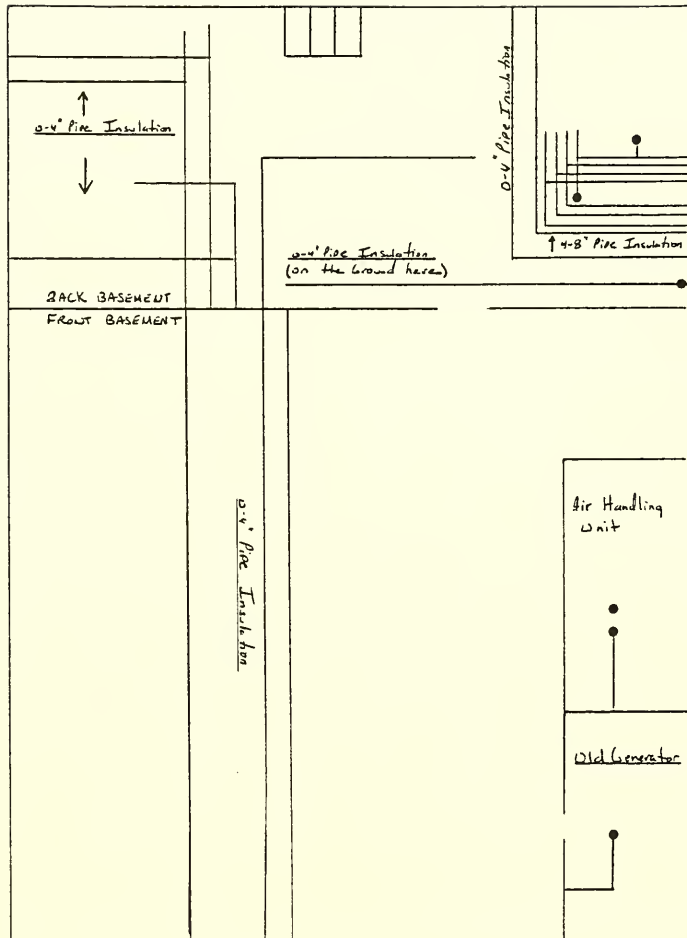 0-4" Pipe Insulation
0-4" Pipe Insulation
0-4" Pipe Insulation
(on the Ground here)
4-8" Pipe Insulation
BACK BASEMENT
FRONT BASEMENT
0-4" Pipe Insulation
Air Handling
Unit
Old Generator